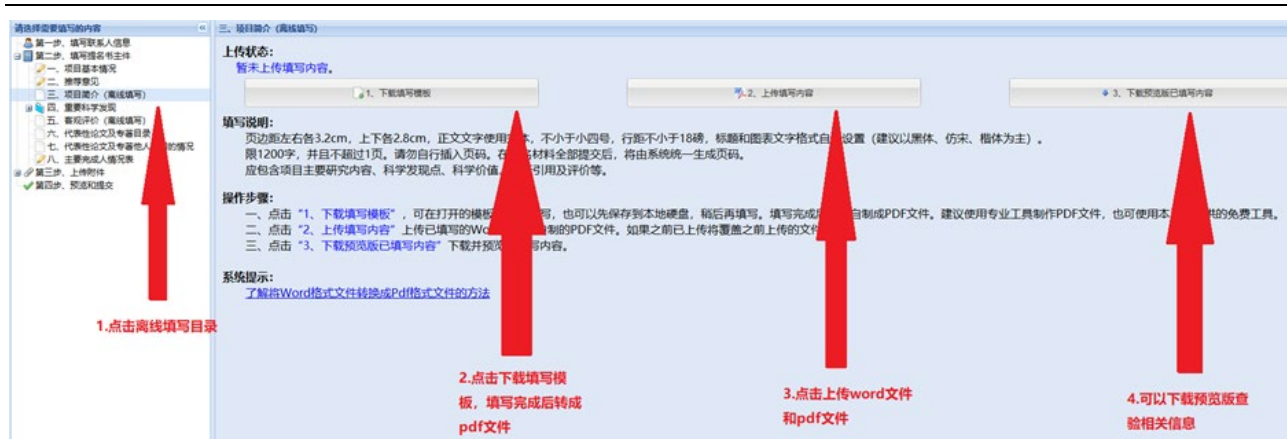 请选择需要填写的内容
第一步、填写联系人信息
第二步、填写提名书主件
一、项目基本情况
二、推荐意见
三、项目简介（离线填写）
四、重要科学发现
五、客观评价（离线填写）
六、代表性论文及专著目录
七、代表性论文及专著他人的情况
八、主要完成人情况表
第三步、上传附件
第四步、预览和提交
三、项目简介（离线填写）
上传状态：
暂未上传填写内容。
1、下载填写模板
2、上传填写内容
3、下载预览版已填写内容
填写说明：
页边距左右各3.2cm，上下各2.8cm，正文文字使用体，不小于小四号，行距不小于18磅，标题和图表文字格式自设置（建议以黑体、仿宋、楷体为主）。
限1200字，并且不超过1页。请勿自行插入页码。在材料全部提交后，将由系统统一生成页码。
应包含项目主要研究内容、科学发现点、科学价值、引用及评价等。
操作步骤：
一、点击“1、下载填写模板”，可在打开的模板写，也可以先保存到本地硬盘，稍后再填写。填写完成自制成PDF文件。建议使用专业工具制作PDF文件，也可使用本供的免费工具。
二、点击“2、上传填写内容”上传已填写的Wo制的PDF文件。如果之前已上传将覆盖之前上传的文件
三、点击“3、下载预览版已填写内容”下载并预览写内容。
系统提示：
了解将Word格式文件转换成Pdf格式文件的方法
1.点击离线填写目录
2.点击下载填写模
板，填写完成后转成
pdf文件
3.点击上传word文件
和pdf文件
4.可以下载预览版查
验相关信息